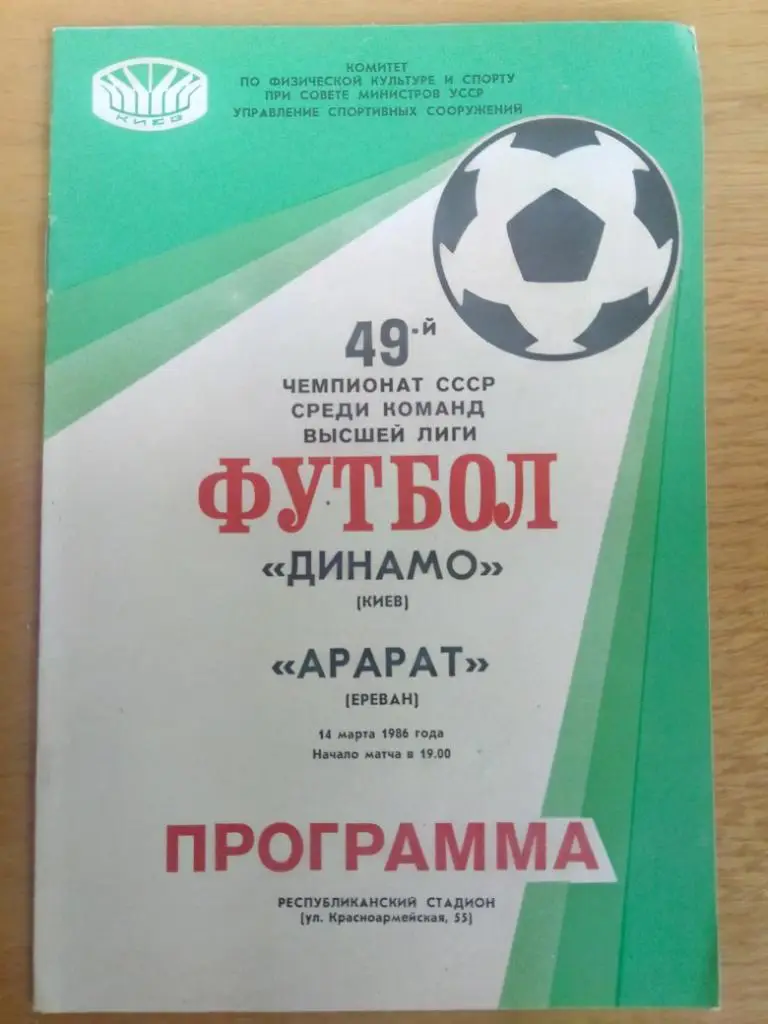 КИЕВ
КОМИТЕТ
ПО ФИЗИЧЕСКОЙ КУЛЬТУРЕ И СПОРТУ
ПРИ СОВЕТЕ МИНИСТРОВ УССР
УПРАВЛЕНИЕ СПОРТИВНЫХ СООРУЖЕНИЙ
49-й
ЧЕМПИОНАТ СССР
СРЕДИ КОМАНД
ВЫСШЕЙ ЛИГИ
ФУТБОЛ
«ДИНАМО»
(КИЕВ)
«АРАРАТ»
(ЕРЕВАН)
14 марта 1986 года
Начало матча в 19.00
ПРОГРАММА
РЕСПУБЛИКАНСКИЙ СТАДИОН
(ул. Красноармейская, 55)